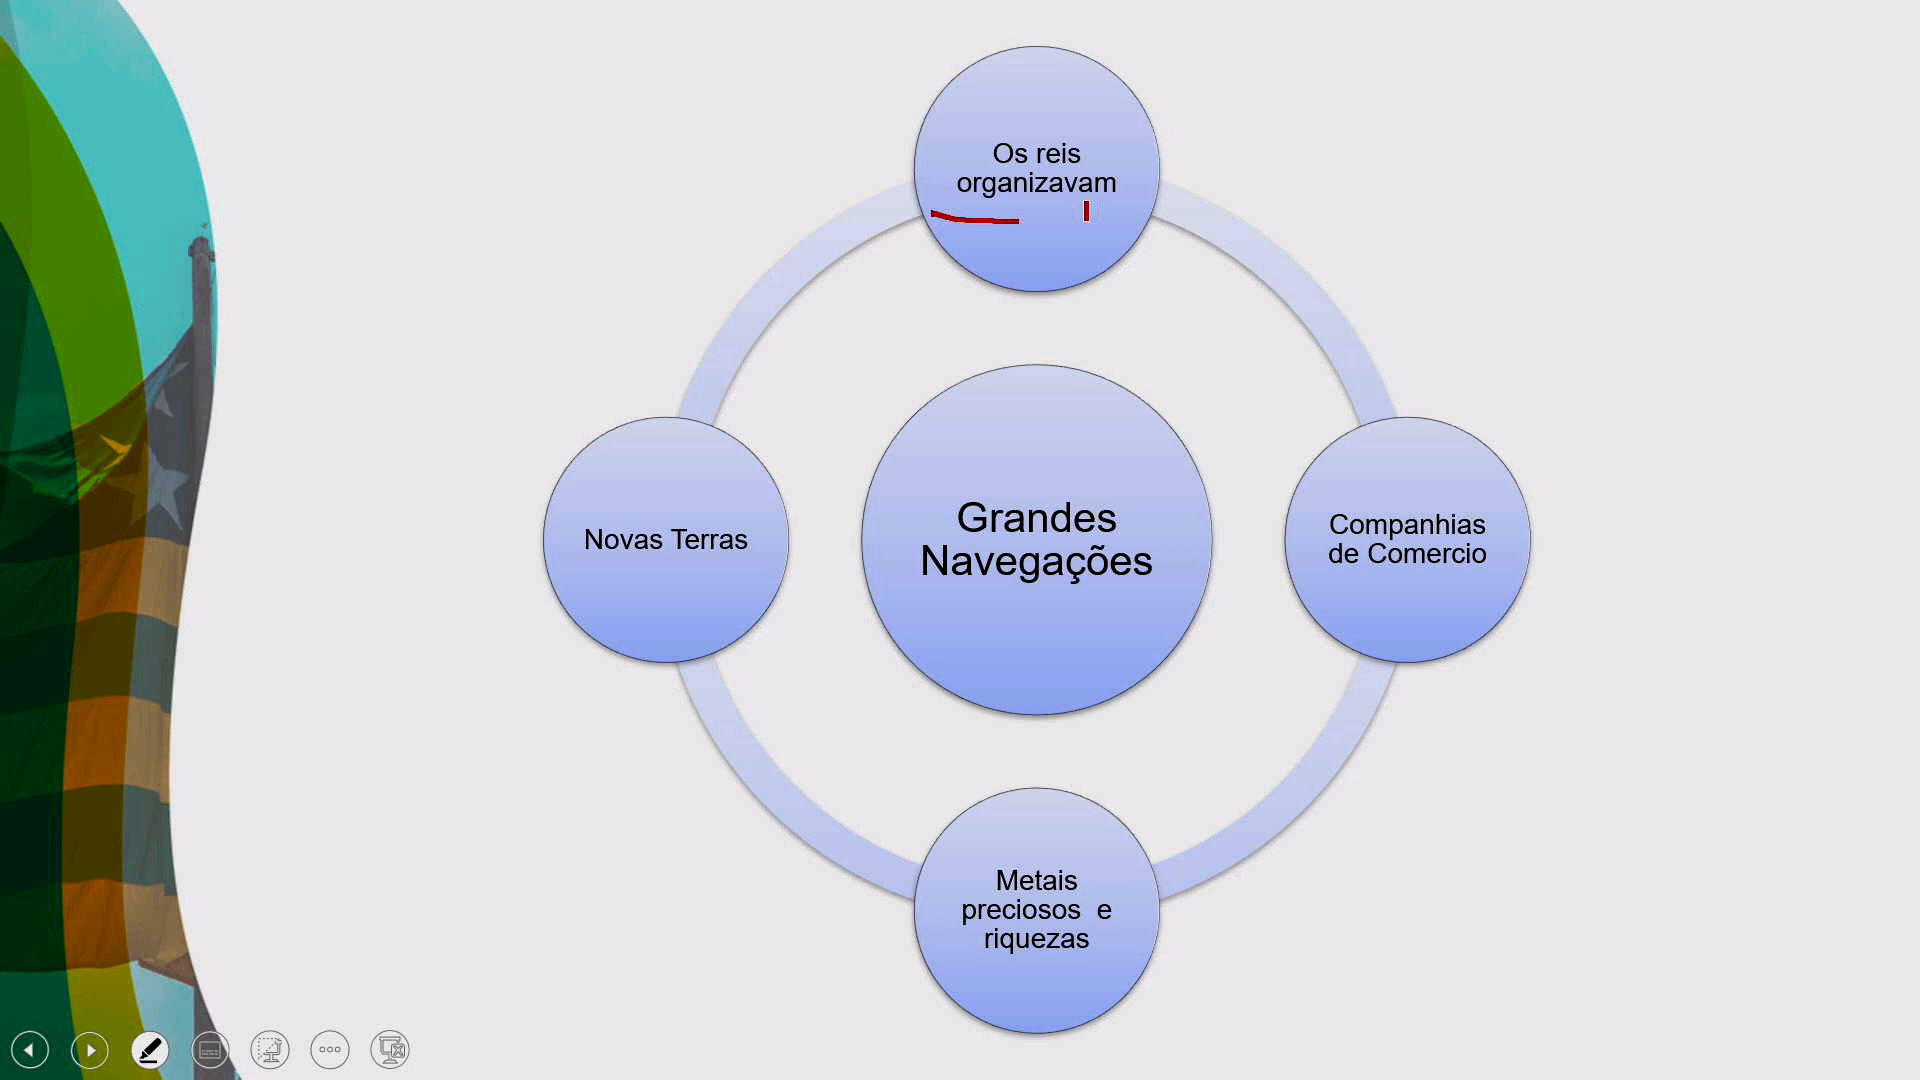 Os reis
organizavam
Novas Terras
Grandes
Navegações
Companhias
de Comercio
Metais
preciosos  e
riquezas